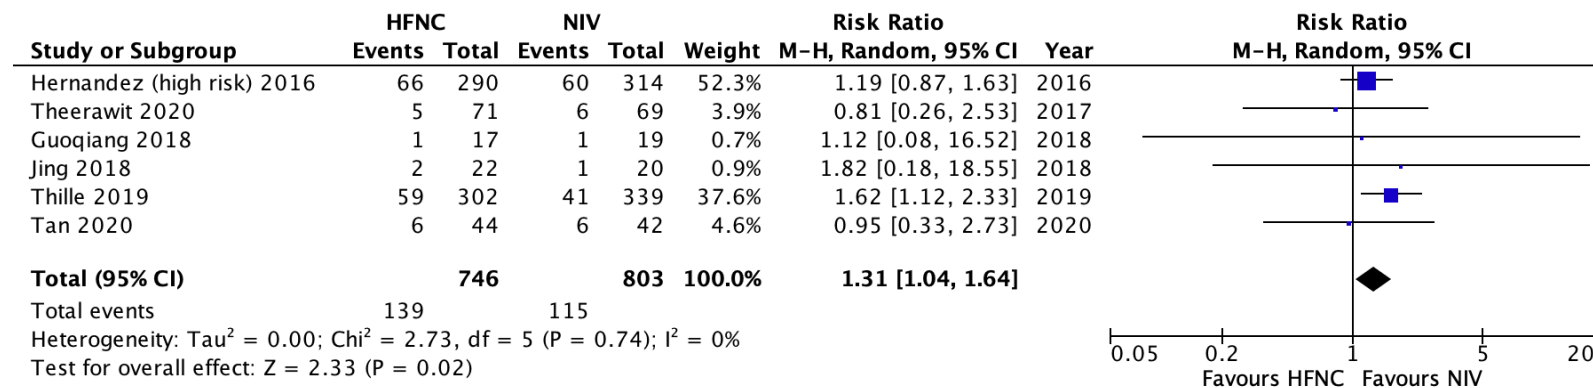 HFNC NIV Risk Ratio Risk Ratio
Study or Subgroup Events Total Events Total Weight M-H, Random, 95% CI Year M-H, Random, 95% CI
Hernandez (high risk) 2016 66 290 60 314 52.3% 1.19 [0.87, 1.63] 2016
Theerawit 2020 5 71 6 69 3.9% 0.81 [0.26, 2.53] 2017
Guoqiang 2018 1 17 1 19 0.7% 1.12 [0.08, 16.52] 2018
Jing 2018 2 22 1 20 0.9% 1.82 [0.18, 18.55] 2018
Thille 2019 59 302 41 339 37.6% 1.62 [1.12, 2.33] 2019
Tan 2020 6 44 6 42 4.6% 0.95 [0.33, 2.73] 2020
Total (95% CI) 746 803 100.0% 1.31 [1.04, 1.64]
Total events 139 115
Heterogeneity: Tau² = 0.00; Chi² = 2.73, df = 5 (P = 0.74); I² = 0%
Test for overall effect: Z = 2.33 (P = 0.02)
0.05 0.2 1 5 20
Favours HFNC Favours NIV